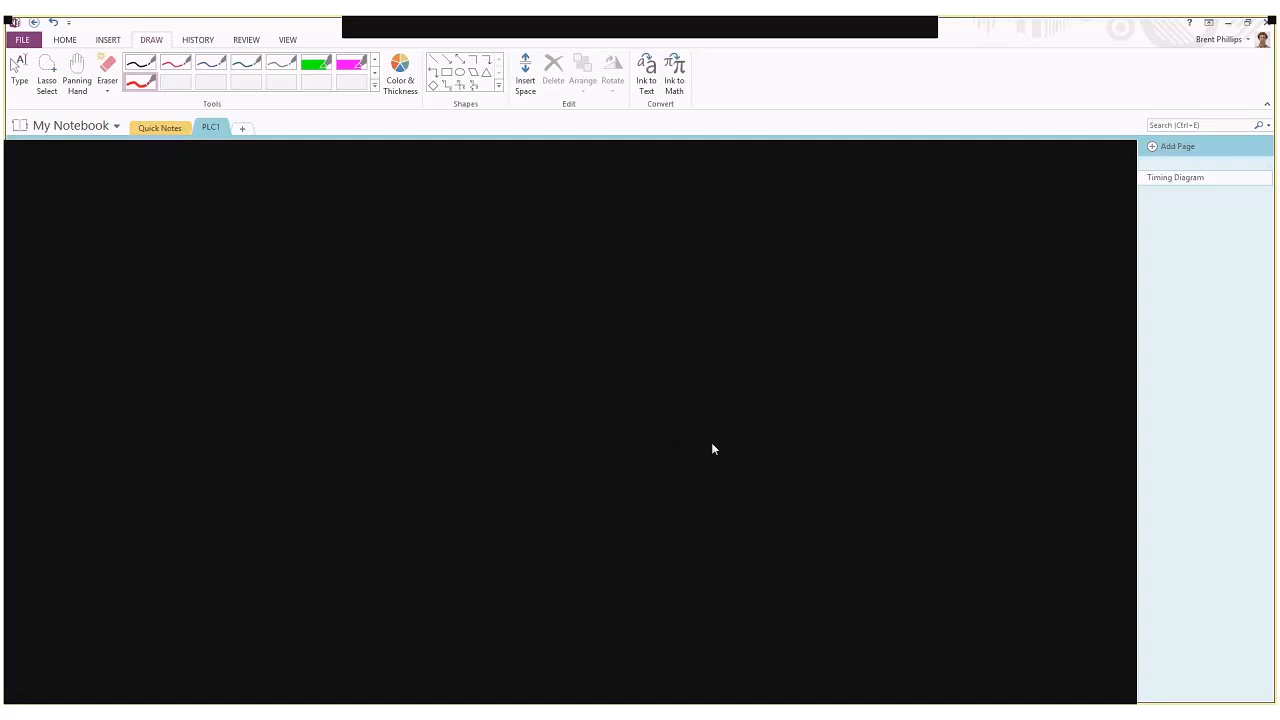 Brent Phillips
FILE HOME INSERT DRAW HISTORY REVIEW VIEW
Type
Lasso Select
Panning Hand
Eraser
Color & Thickness
Insert Space
Delete
Arrange
Rotate
Ink to Text
Ink to Math
Tools Shapes Edit Convert
My Notebook Quick Notes PLC1 + Search (Ctrl+E)
Add Page
Timing Diagram